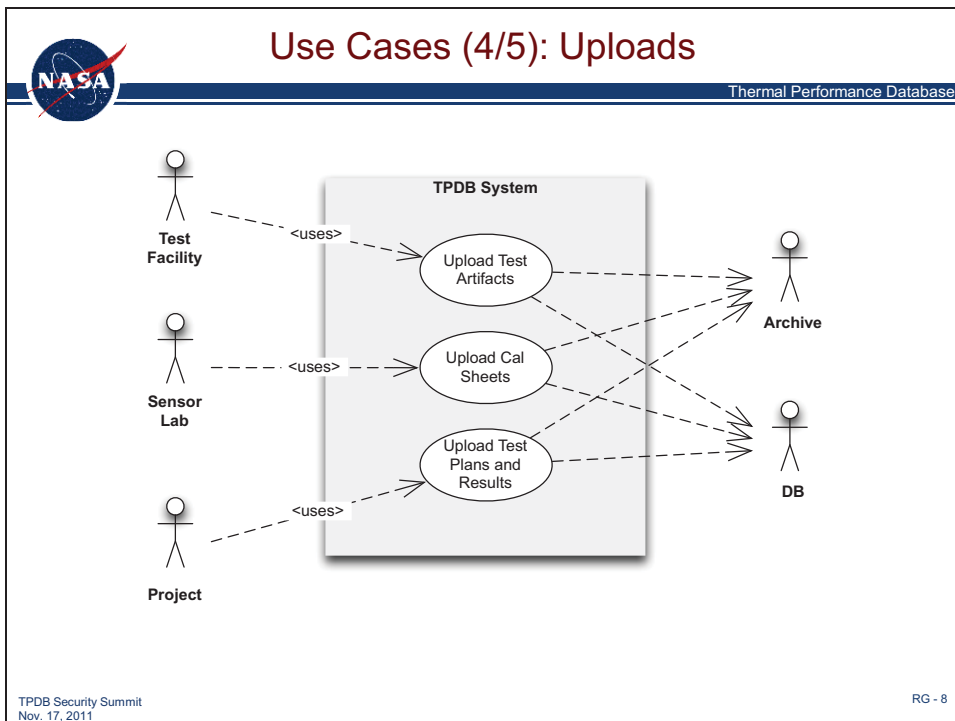 Use Cases (4/5): Uploads
NASA
Thermal Performance Database
TPDB System
Test
Facility
<uses>
Upload Test
Artifacts
Archive
Sensor
Lab
<uses>
Upload Cal
Sheets
DB
Project
<uses>
Upload Test
Plans and
Results
TPDB Security Summit
Nov. 17, 2011
RG - 8